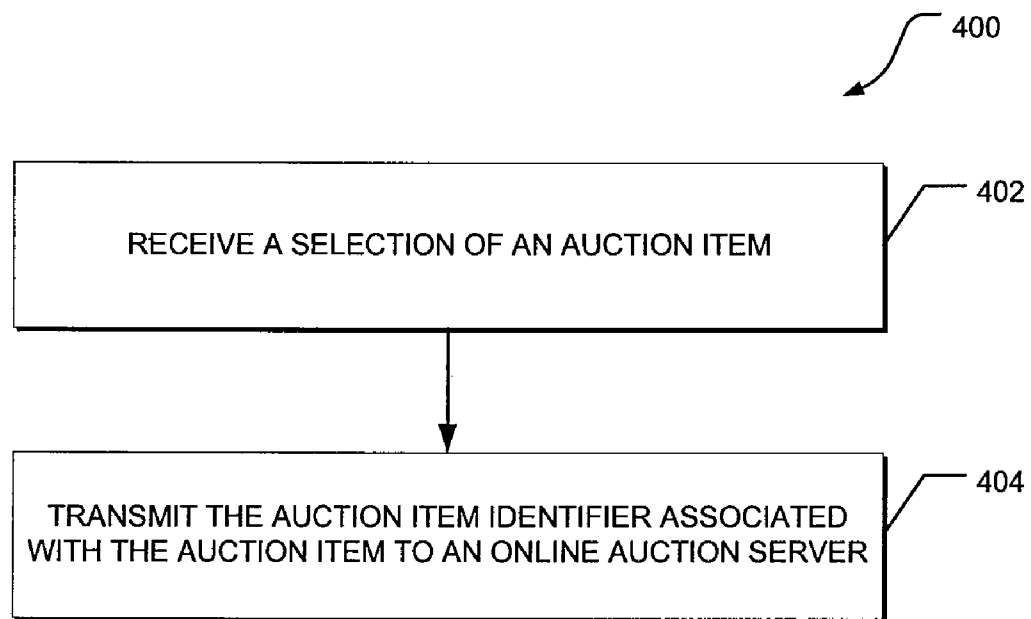 400
402
RECEIVE A SELECTION OF AN AUCTION ITEM
404
TRANSMIT THE AUCTION ITEM IDENTIFIER ASSOCIATED
WITH THE AUCTION ITEM TO AN ONLINE AUCTION SERVER